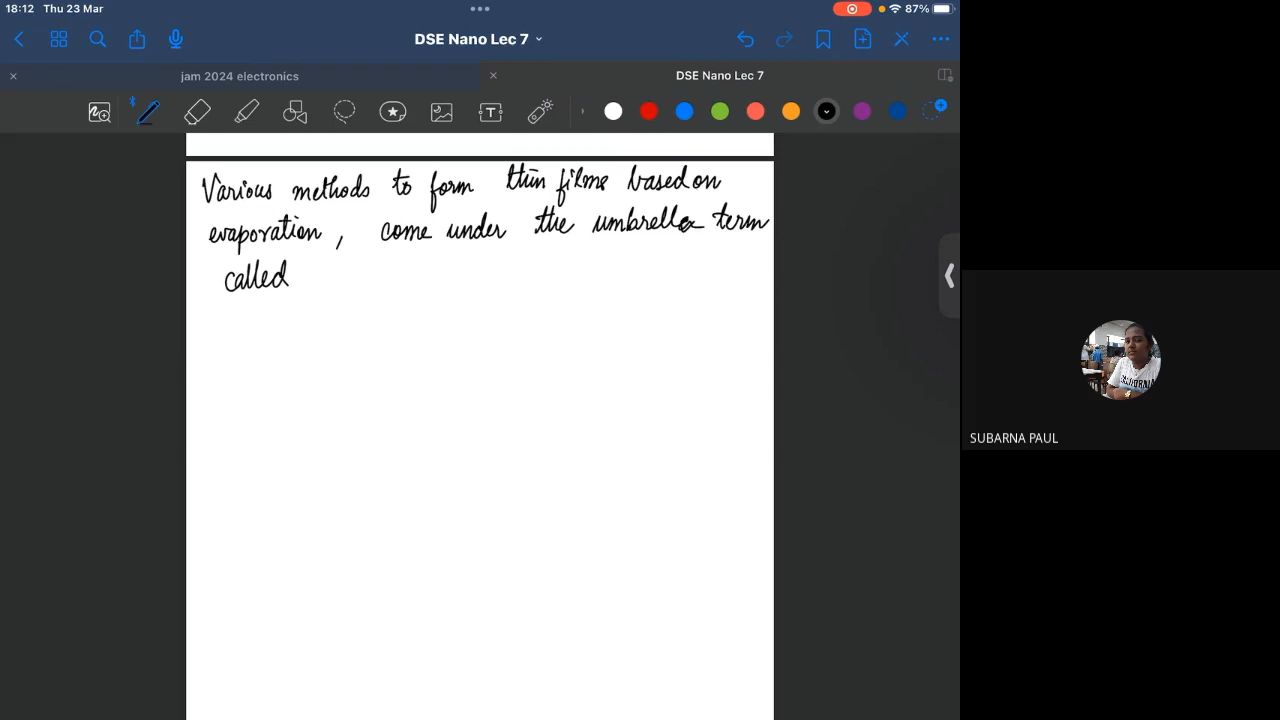 18:12 Thu 23 Mar
87%
DSE Nano Lec 7
jam 2024 electronics
DSE Nano Lec 7
Various methods to form thin films based on
evaporation, come under the umbrella term
called
SUBARNA PAUL